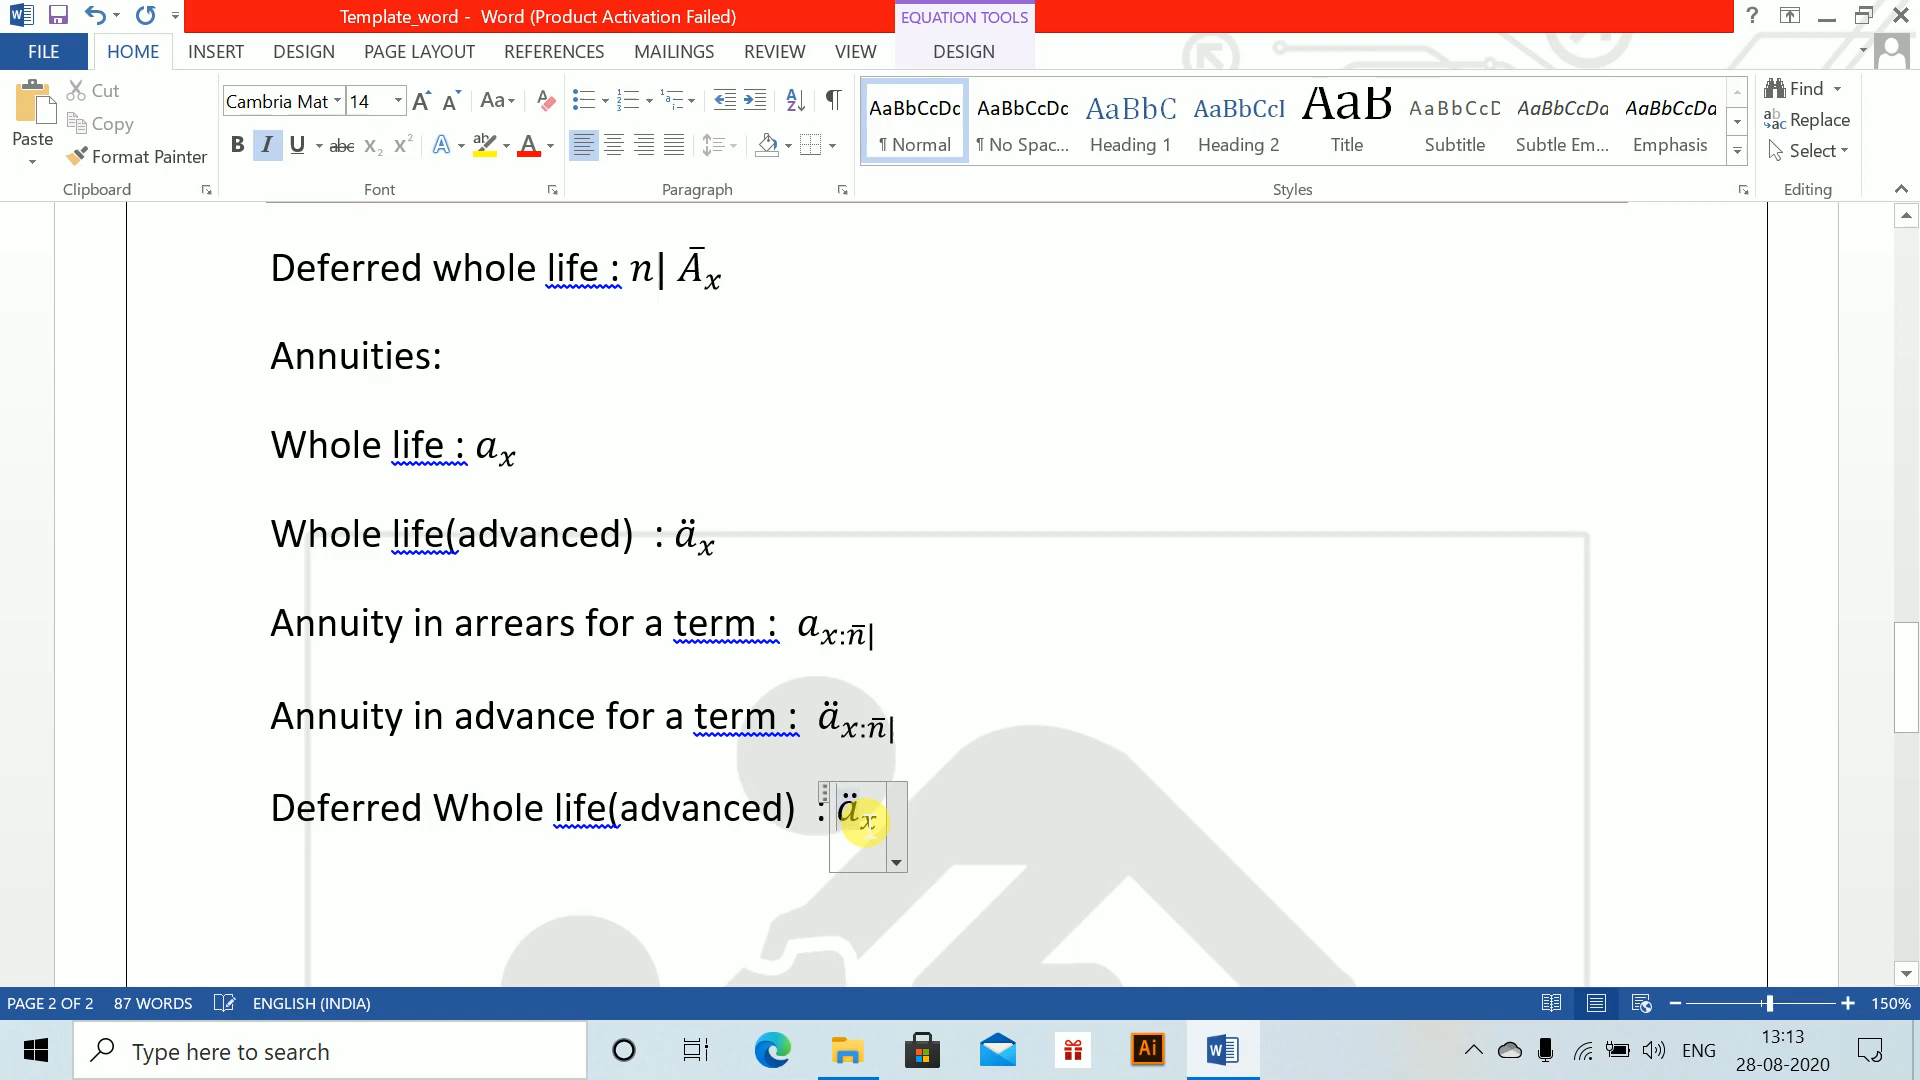 Template_word - Word (Product Activation Failed)
EQUATION TOOLS
?
FILE HOME INSERT DESIGN PAGE LAYOUT REFERENCES MAILINGS REVIEW VIEW DESIGN
Paste
Cut
Copy
Format Painter
Clipboard
Cambria Mat 14
Font
Paragraph
AaBbCcDc AaBbCcDc AaBbC AaBbCcI AaB AaBbCcD AaBbCcDa AaBbCcDa
¶ Normal ¶ No Spac... Heading 1 Heading 2 Title Subtitle Subtle Em... Emphasis
Styles
Find
Replace
Select
Editing
Deferred whole life : n| Āₓ
Annuities:
Whole life : aₓ
Whole life(advanced) : äₓ
Annuity in arrears for a term : a_{x:n̄|}
Annuity in advance for a term : ä_{x:n̄|}
Deferred Whole life(advanced) : äₓ
PAGE 2 OF 2 87 WORDS ENGLISH (INDIA) 150%
Type here to search
Ai
ENG
13:13
28-08-2020